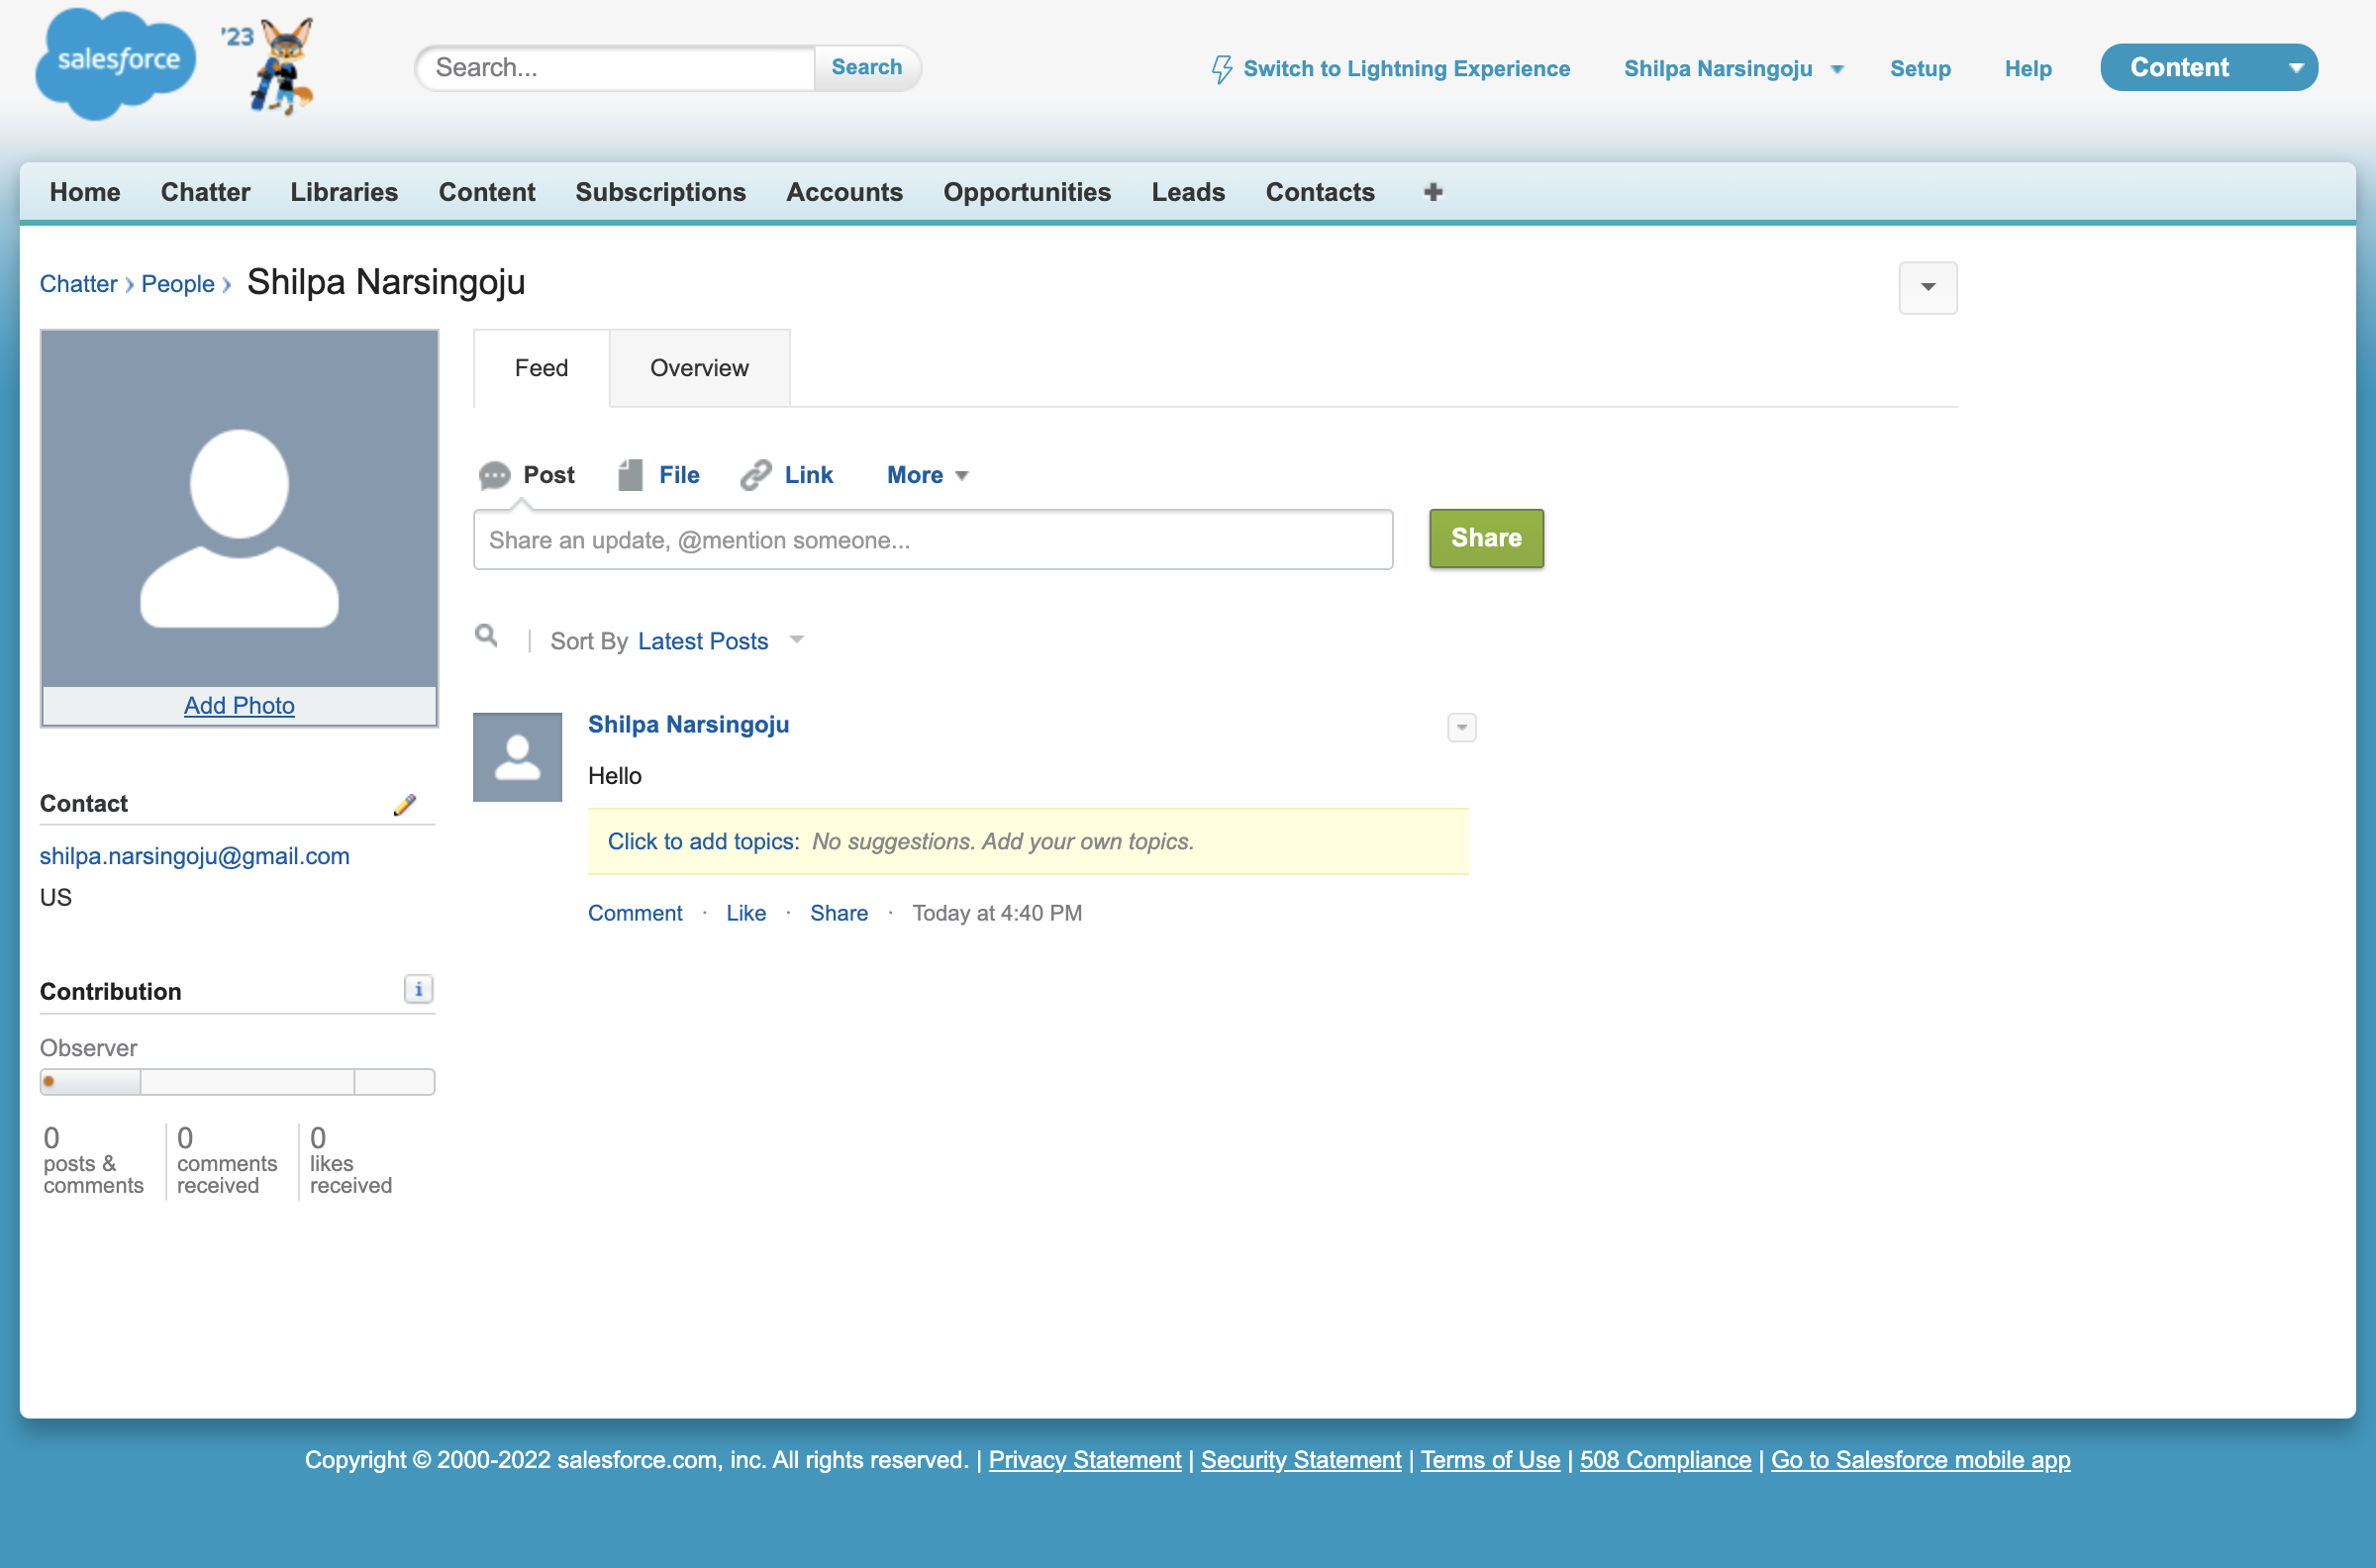 salesforce
'23
Search...
Search
Switch to Lightning Experience
Shilpa Narsingoju
Setup
Help
Content
Home
Chatter
Libraries
Content
Subscriptions
Accounts
Opportunities
Leads
Contacts
Chatter
People
Shilpa Narsingoju
Feed
Overview
Post
File
Link
More
Share an update, @mention someone...
Share
Sort By Latest Posts
Add Photo
Shilpa Narsingoju
Hello
Click to add topics: No suggestions. Add your own topics.
Comment · Like · Share · Today at 4:40 PM
Contact
shilpa.narsingoju@gmail.com
US
Contribution
i
Observer
0
posts &
comments
0
comments
received
0
likes
received
Copyright © 2000-2022 salesforce.com, inc. All rights reserved. | Privacy Statement | Security Statement | Terms of Use | 508 Compliance | Go to Salesforce mobile app